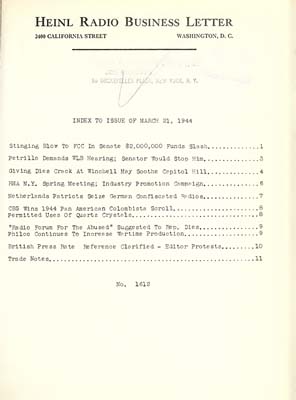 HEINL RADIO BUSINESS LETTER
2400 CALIFORNIA STREET WASHINGTON, D. C.
ROCKEFELLER PLAZA, NEW YORK, N. Y.
INDEX TO ISSUE OF MARCH 21, 1944
Stinging Blow To FCC In Senate $2,000,000 Funds Slash.............1
Petrillo Demands WLB Hearing; Senator Would Stop Him..............3
Giving Dies Crack At Winchell May Soothe Capitol Hill.............4
RMA N.Y. Spring Meeting; Industry Promotion Campaign..............6
Netherlands Patriots Seize German Confiscated Radios..............7
CBS Wins 1944 Pan American Colombists Scroll......................8
Permitted Uses Of Quartz Crystals.................................8
"Radio Forum For The Abused" Suggested To Rep. Dies...............9
Philco Continues To Increase Wartime Production...................9
British Press Rate Reference Clarified - Editor Protests.........10
Trade Notes......................................................11
No. 1612